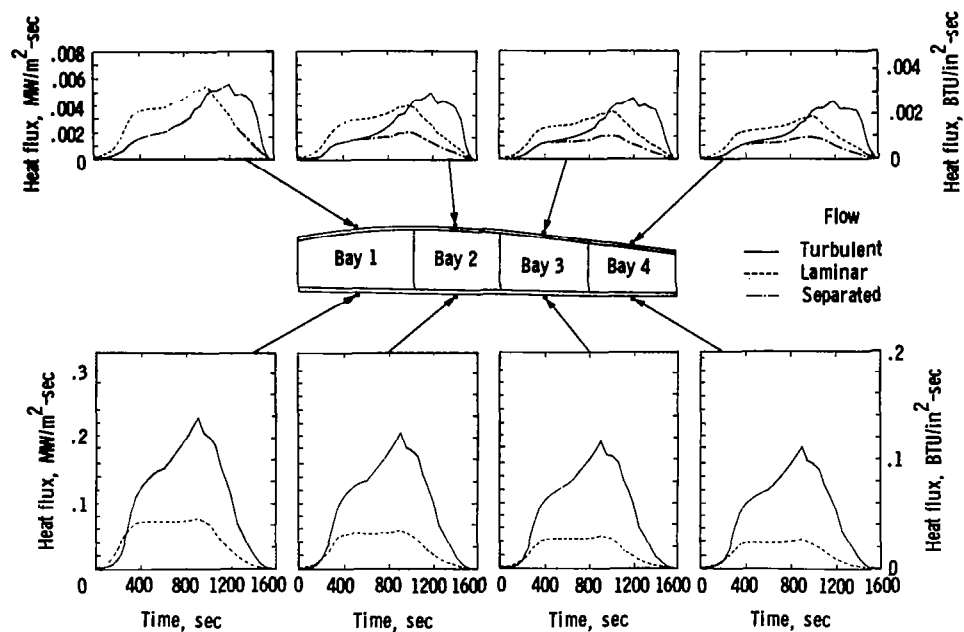 Heat flux, MW/m²-sec
.008
.006
.004
.002
0
.004
.002
0
Heat flux, BTU/in²-sec
Bay 1
Bay 2
Bay 3
Bay 4
Flow
Turbulent
Laminar
Separated
Heat flux, MW/m²-sec
.3
.2
.1
0 400 800 1200 1600
0 400 800 1200 1600
0 400 800 1200 1600
0 400 800 1200 1600
.2
.1
0
Heat flux, BTU/in²-sec
Time, sec
Time, sec
Time, sec
Time, sec